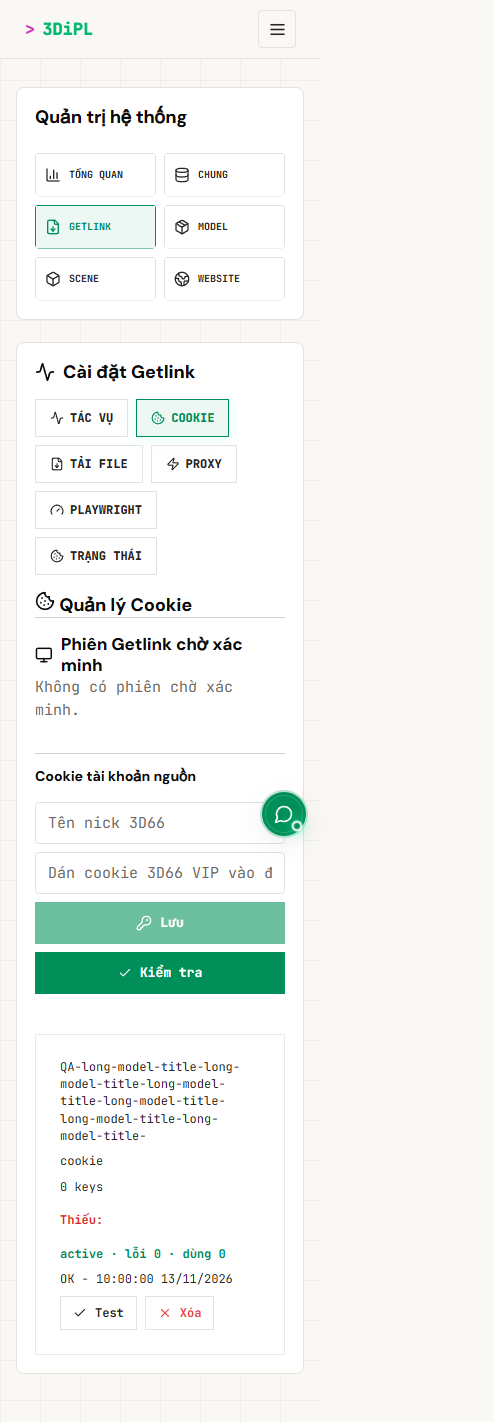 > 3DiPL
Quản trị hệ thống
TỔNG QUAN
CHUNG
GETLINK
MODEL
SCENE
WEBSITE
Cài đặt Getlink
TÁC VỤ
COOKIE
TẢI FILE
PROXY
PLAYWRIGHT
TRẠNG THÁI
Quản lý Cookie
Phiên Getlink chờ xác
minh
Không có phiên chờ xác
minh.
Cookie tài khoản nguồn
Tên nick 3D66
Dán cookie 3D66 VIP vào đ
Lưu
Kiểm tra
QA-long-model-title-long-
model-title-long-model-
title-long-model-title-
long-model-title-long-
model-title-
cookie
0 keys
Thiếu:
active · lỗi 0 · dùng 0
OK - 10:00:00 13/11/2026
Test
Xóa